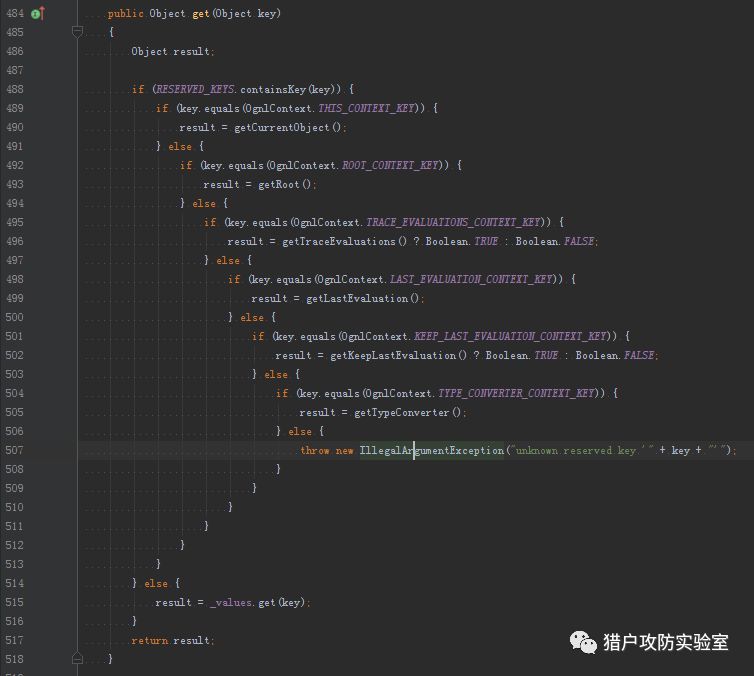 484 public Object get(Object key)
485 {
486 Object result;
487
488 if (RESERVED_KEYS.containsKey(key)) {
489 if (key.equals(OgnlContext.THIS_CONTEXT_KEY)) {
490 result = getCurrentObject();
491 } else {
492 if (key.equals(OgnlContext.ROOT_CONTEXT_KEY)) {
493 result = getRoot();
494 } else {
495 if (key.equals(OgnlContext.TRACE_EVALUATIONS_CONTEXT_KEY)) {
496 result = getTraceEvaluations() ? Boolean.TRUE : Boolean.FALSE;
497 } else {
498 if (key.equals(OgnlContext.LAST_EVALUATION_CONTEXT_KEY)) {
499 result = getLastEvaluation();
500 } else {
501 if (key.equals(OgnlContext.KEEP_LAST_EVALUATION_CONTEXT_KEY)) {
502 result = getKeepLastEvaluation() ? Boolean.TRUE : Boolean.FALSE;
503 } else {
504 if (key.equals(OgnlContext.TYPE_CONVERTER_CONTEXT_KEY)) {
505 result = getTypeConverter();
506 } else {
507 throw new IllegalArgumentException("unknown reserved key '" + key + "'");
508 }
509 }
510 }
511 }
512 }
513 }
514 } else {
515 result = _values.get(key);
516 }
517 return result;
518 }
猎户攻防实验室